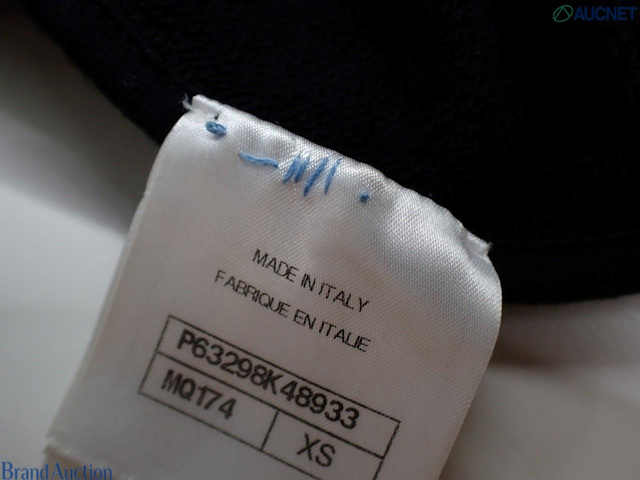 AUCNET
MADE IN ITALY
FABRIQUE EN ITALIE
P63298K48933
MQ174
XS
Brand Auction